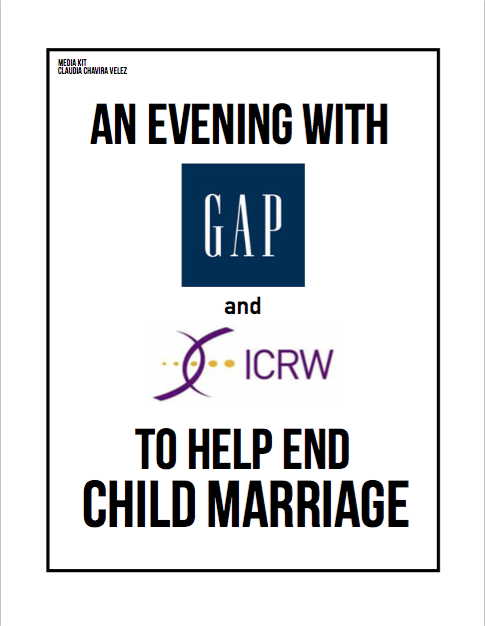 MEDIA KIT
CLAUDIA CHAVIRA VELEZ
AN EVENING WITH
GAP
and
ICRW
TO HELP END
CHILD MARRIAGE